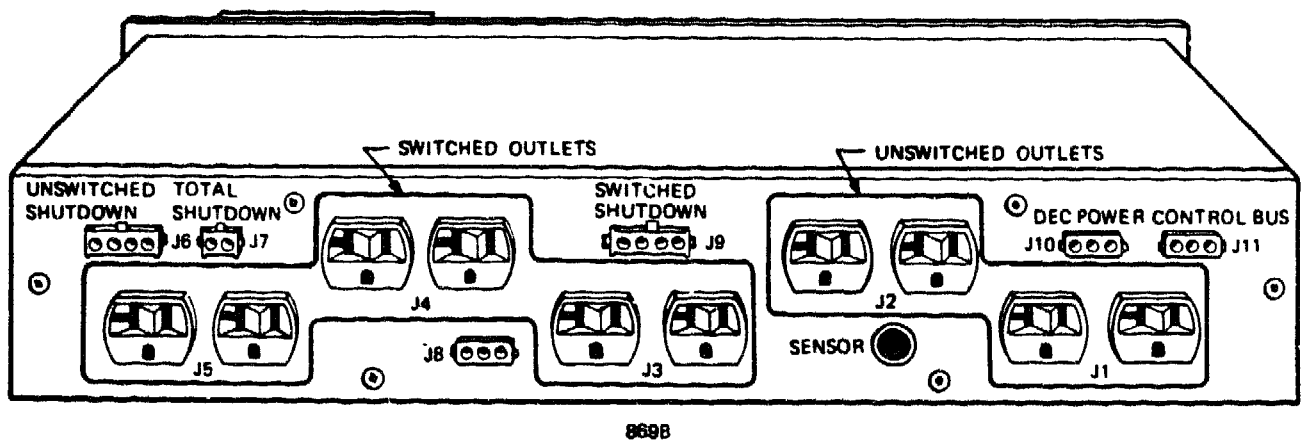 SWITCHED OUTLETS
UNSWITCHED OUTLETS
UNSWITCHED SHUTDOWN
TOTAL SHUTDOWN
SWITCHED SHUTDOWN
DEC POWER CONTROL BUS
J6
J7
J9
J10
J11
J4
J2
J8
SENSOR
J5
J3
J1
869B